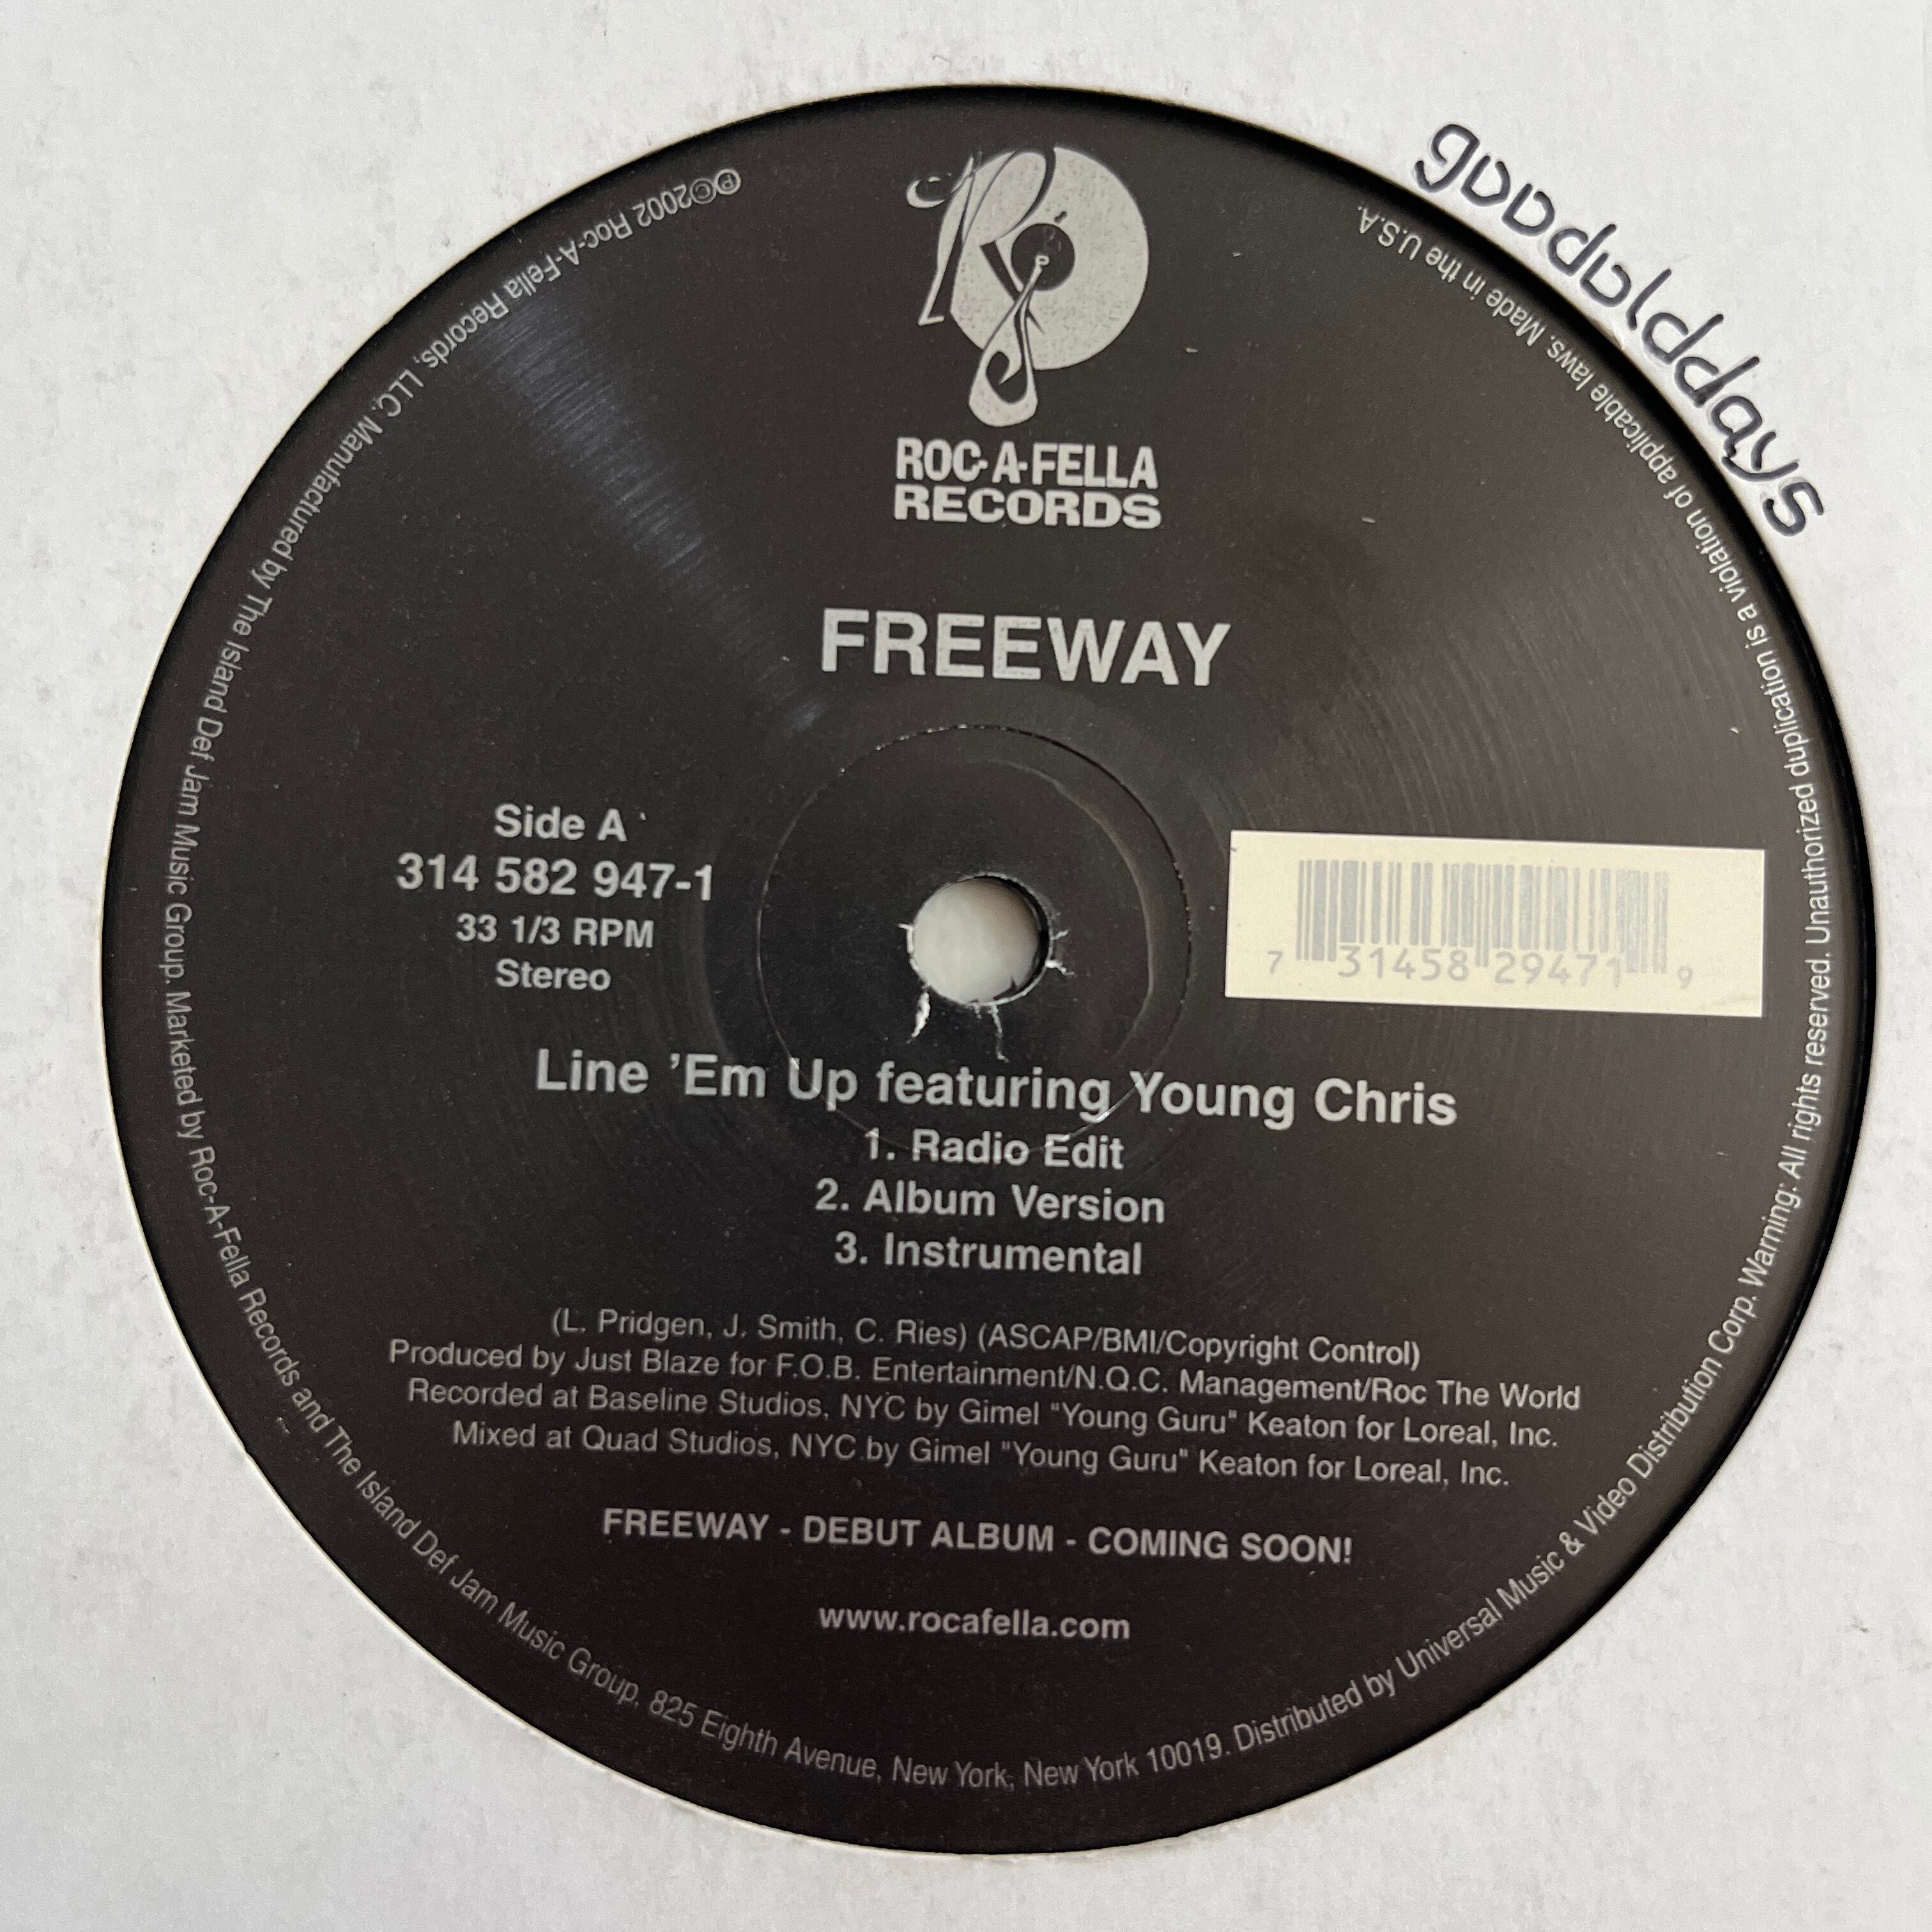 ROC-A-FELLA
RECORDS
FREEWAY
Side A
314 582 947-1
33 1/3 RPM
Stereo
7 31458 29471 9
Line 'Em Up featuring Young Chris
1. Radio Edit
2. Album Version
3. Instrumental
(L. Pridgen, J. Smith, C. Ries) (ASCAP/BMI/Copyright Control)
Produced by Just Blaze for F.O.B. Entertainment/N.Q.C. Management/Roc The World
Recorded at Baseline Studios, NYC by Gimel "Young Guru" Keaton for Loreal, Inc.
Mixed at Quad Studios, NYC by Gimel "Young Guru" Keaton for Loreal, Inc.
FREEWAY - DEBUT ALBUM - COMING SOON!
www.rocafella.com
℗©2002 Roc-A-Fella Records, LLC. Manufactured by The Island Def Jam Music Group. Marketed by Roc-A-Fella Records and The Island Def Jam Music Group. 825 Eighth Avenue, New York, New York 10019. Distributed by Universal Music & Video Distribution Corp. Warning: All rights reserved. Unauthorized duplication is a violation of applicable laws. Made in the U.S.A.
goodolddays